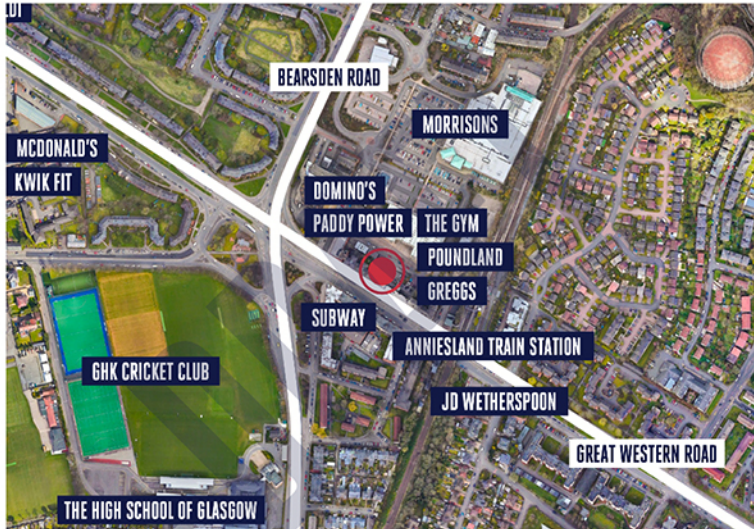 BEARSDEN ROAD
MORRISONS
MCDONALD'S
KWIK FIT
DOMINO'S
PADDY POWER
THE GYM
POUNDLAND
GREGGS
SUBWAY
ANNIESLAND TRAIN STATION
GHK CRICKET CLUB
JD WETHERSPOON
GREAT WESTERN ROAD
THE HIGH SCHOOL OF GLASGOW